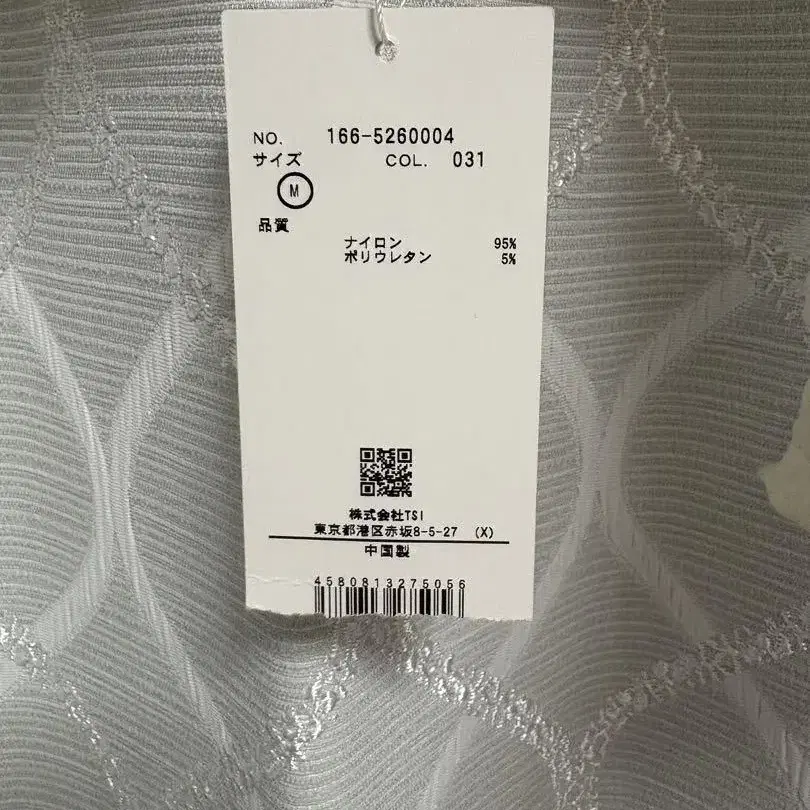 NO. 166-5260004
サイズ COL. 031
M
品質
ナイロン 95%
ポリウレタン 5%
株式会社TSI
東京都港区赤坂8-5-27 (X)
中国製
4580813275056